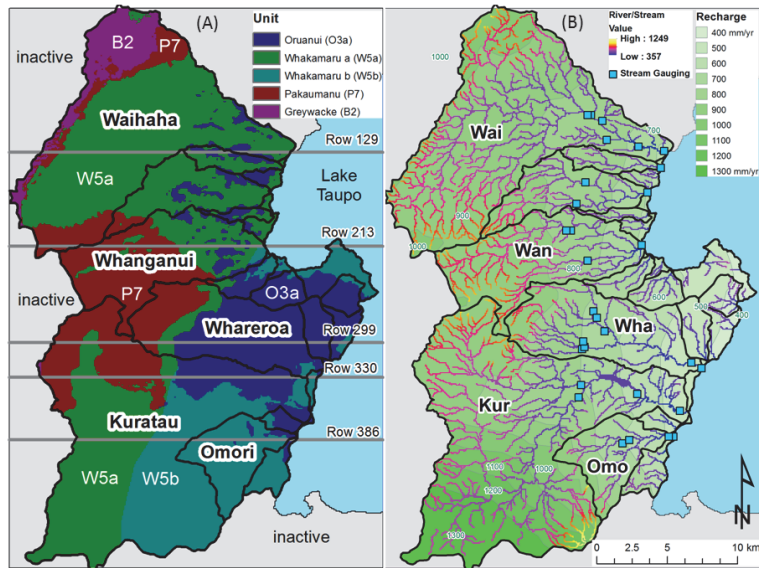 (A)
Unit
Oruanui (O3a)
Whakamaru a (W5a)
Whakamaru b (W5b)
Pakaumanu (P7)
Greywacke (B2)
inactive
B2
P7
Waihaha
Row 129
W5a
Lake
Taupo
Row 213
Whanganui
inactive
P7
O3a
Whareroa
Row 299
Row 330
Kuratau
Row 386
Omori
W5a
W5b
inactive
(B)
River/Stream
Value
High : 1249
Low : 357
Stream Gauging
Recharge
400 mm/yr
500
600
700
800
900
1000
1100
1200
1300 mm/yr
1000
700
Wai
900
1000
Wan
800
600
500
400
Wha
Kur
Omo
1100
1000
1200
1300
N
0 2.5 5 10 km